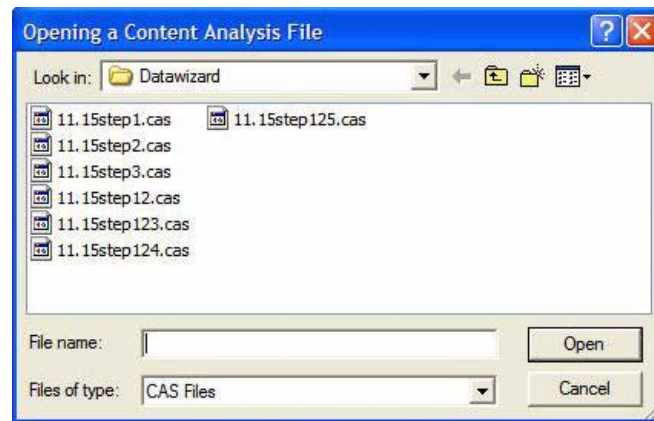 Opening a Content Analysis File
Look in: Datawizard
11.15step1.cas 11.15step125.cas
11.15step2.cas
11.15step3.cas
11.15step12.cas
11.15step123.cas
11.15step124.cas
File name: Open
Files of type: CAS Files Cancel